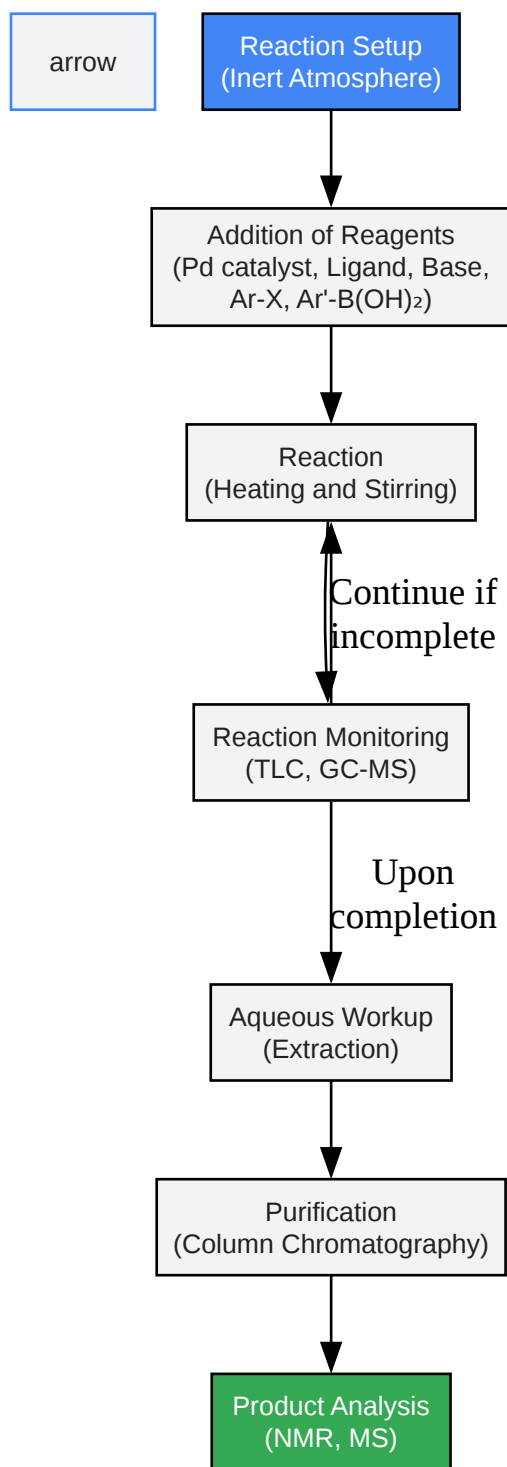 arrow
Reaction Setup
(Inert Atmosphere)
Addition of Reagents
(Pd catalyst, Ligand, Base,
Ar-X, Ar'-B(OH)₂)
Reaction
(Heating and Stirring)
Continue if
incomplete
Reaction Monitoring
(TLC, GC-MS)
Upon
completion
Aqueous Workup
(Extraction)
Purification
(Column Chromatography)
Product Analysis
(NMR, MS)